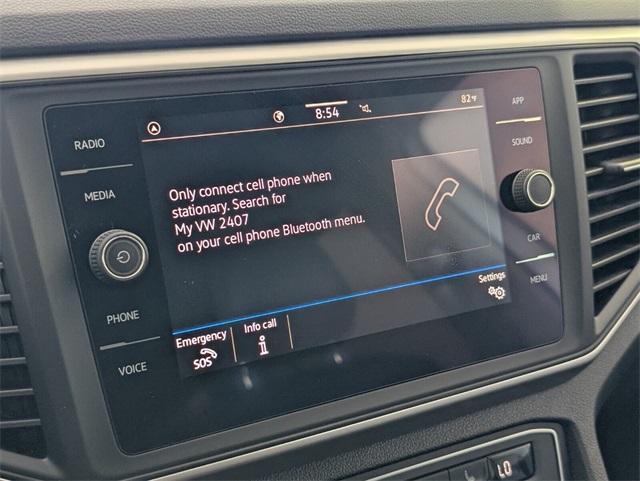 8:54
82°F
RADIO
MEDIA
PHONE
VOICE
Only connect cell phone when
stationary. Search for
My VW 2407
on your cell phone Bluetooth menu.
Settings
Emergency
SOS
Info call
i
APP
SOUND
CAR
MENU
LO